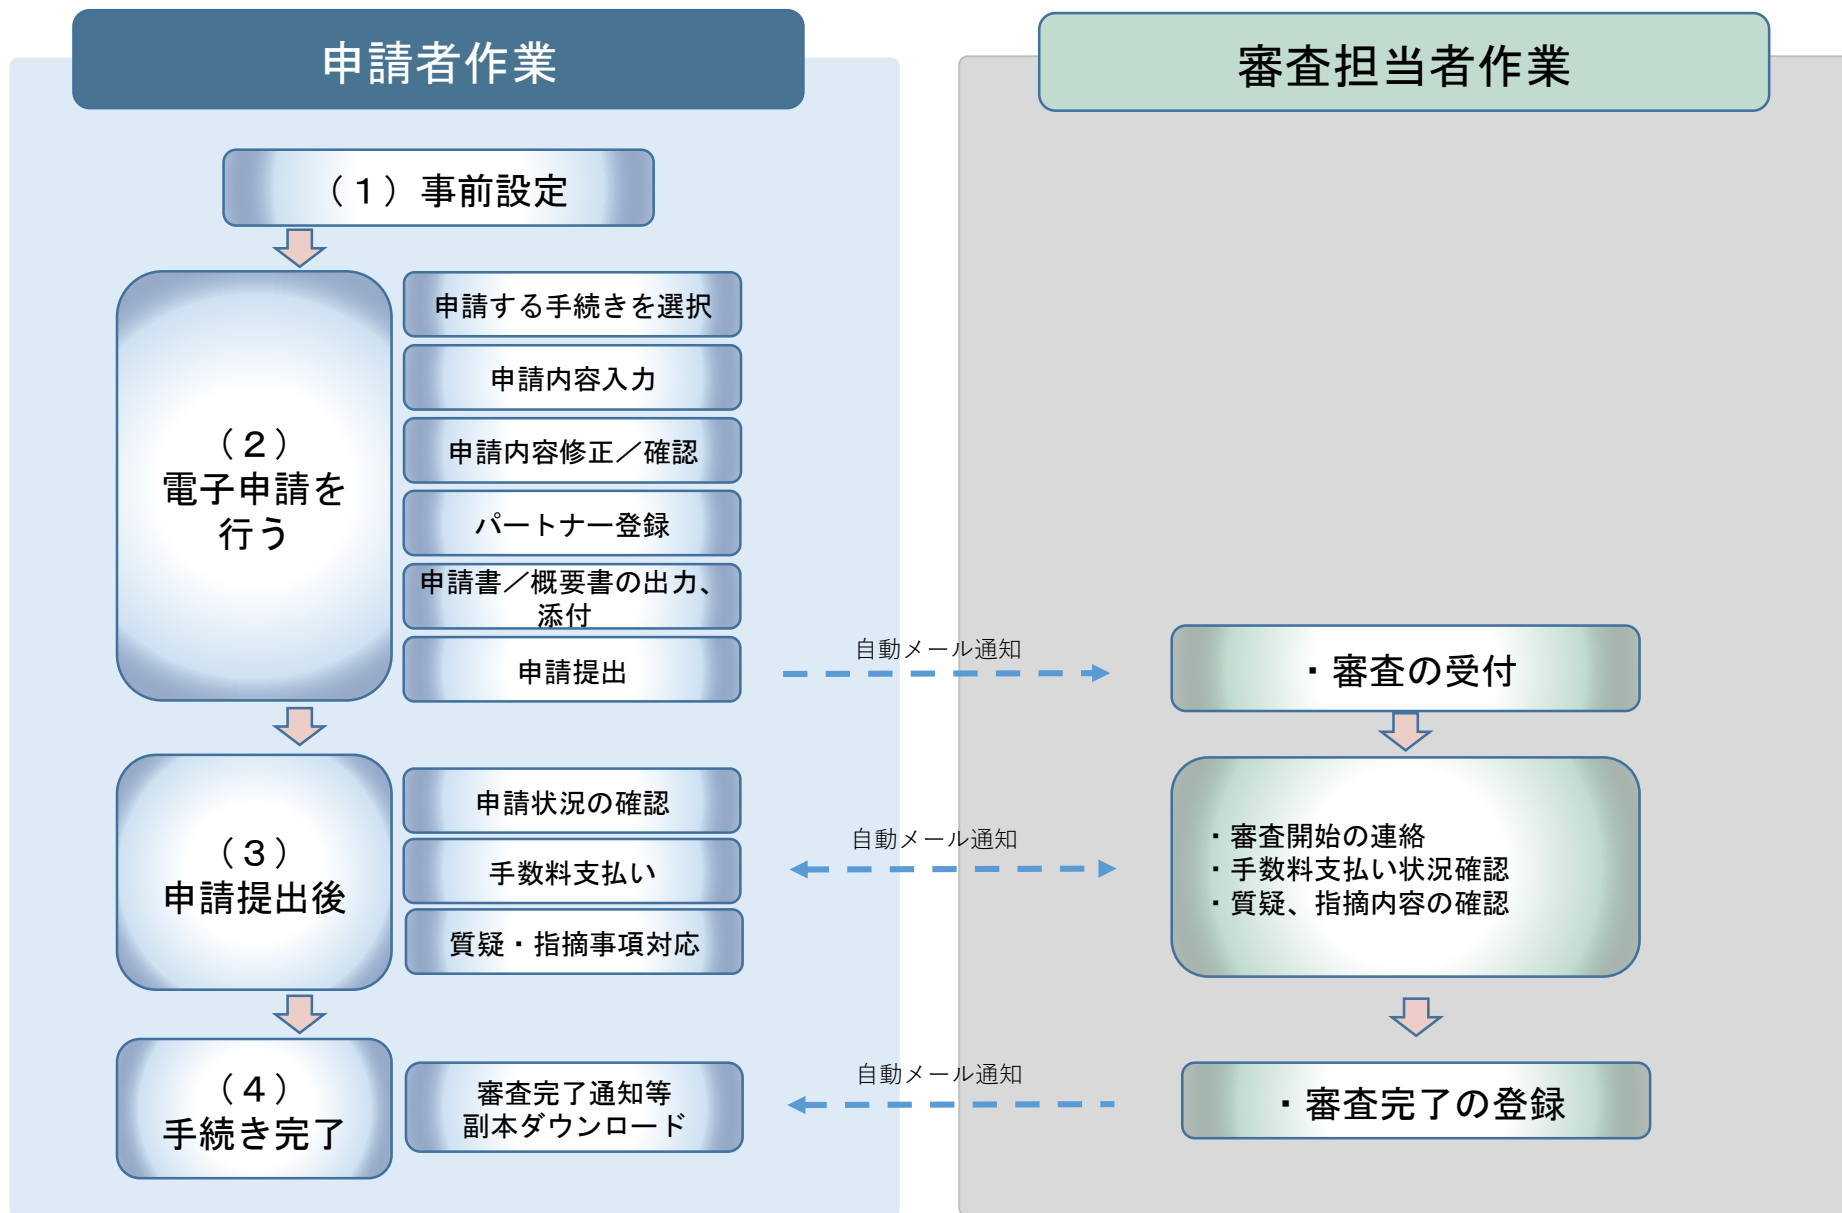 申請者作業
審査担当者作業
（１）事前設定
（２）
電子申請を
行う
申請する手続きを選択
申請内容入力
申請内容修正／確認
パートナー登録
申請書／概要書の出力、
添付
申請提出
自動メール通知
・審査の受付
（３）
申請提出後
申請状況の確認
手数料支払い
質疑・指摘事項対応
自動メール通知
・審査開始の連絡
・手数料支払い状況確認
・質疑、指摘内容の確認
（４）
手続き完了
審査完了通知等
副本ダウンロード
自動メール通知
・審査完了の登録